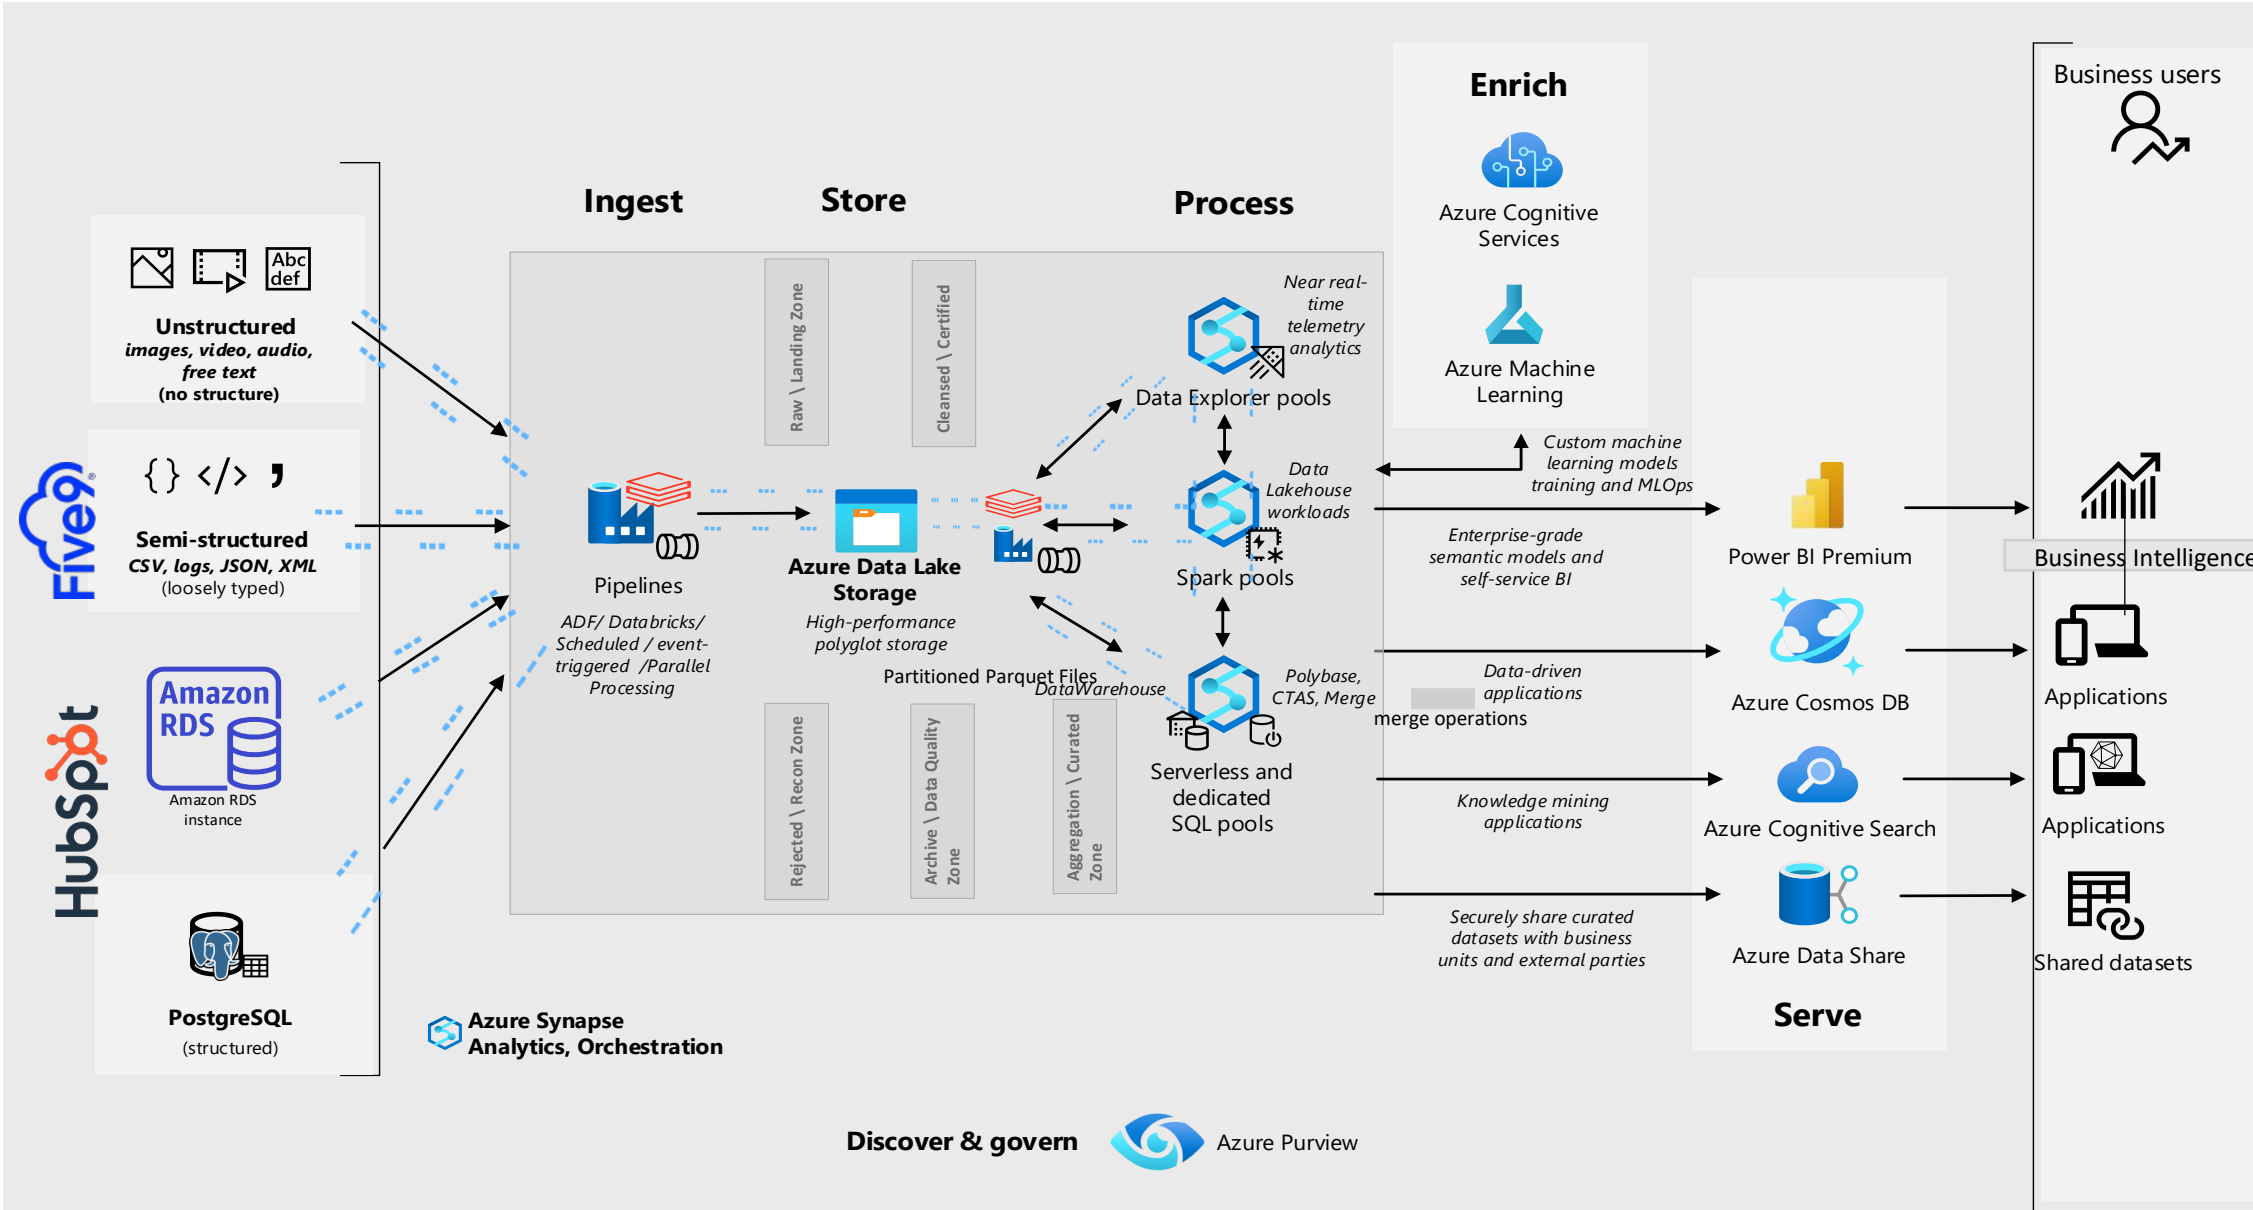 Enrich
Business users
Azure Cognitive
Services
Azure Machine
Learning
Ingest
Store
Process
Abc
def
Unstructured
images, video, audio,
free text
(no structure)
Five9®
{} </> ;
Semi-structured
CSV, logs, JSON, XML
(loosely typed)
HubSpot
Amazon
RDS
Amazon RDS
instance
PostgreSQL
(structured)
Raw \ Landing Zone
Cleansed \ Certified
Near real-
time
telemetry
analytics
Data Explorer pools
Pipelines
ADF/ Databricks/
Scheduled / event-
triggered /Parallel
Processing
Azure Data Lake
Storage
High-performance
polyglot storage
Partitioned Parquet Files
DataWarehouse
Data
Lakehouse
workloads
Spark pools
Polybase,
CTAS, Merge
Serverless and
dedicated
SQL pools
Rejected \ Recon Zone
Archive \ Data Quality
Zone
Aggregation \ Curated
Zone
Custom machine
learning models
training and MLOps
Enterprise-grade
semantic models and
self-service BI
Data-driven
applications
merge operations
Knowledge mining
applications
Securely share curated
datasets with business
units and external parties
Power BI Premium
Azure Cosmos DB
Azure Cognitive Search
Azure Data Share
Serve
Business Intelligence
Applications
Applications
Shared datasets
Azure Synapse
Analytics, Orchestration
Discover & govern
Azure Purview